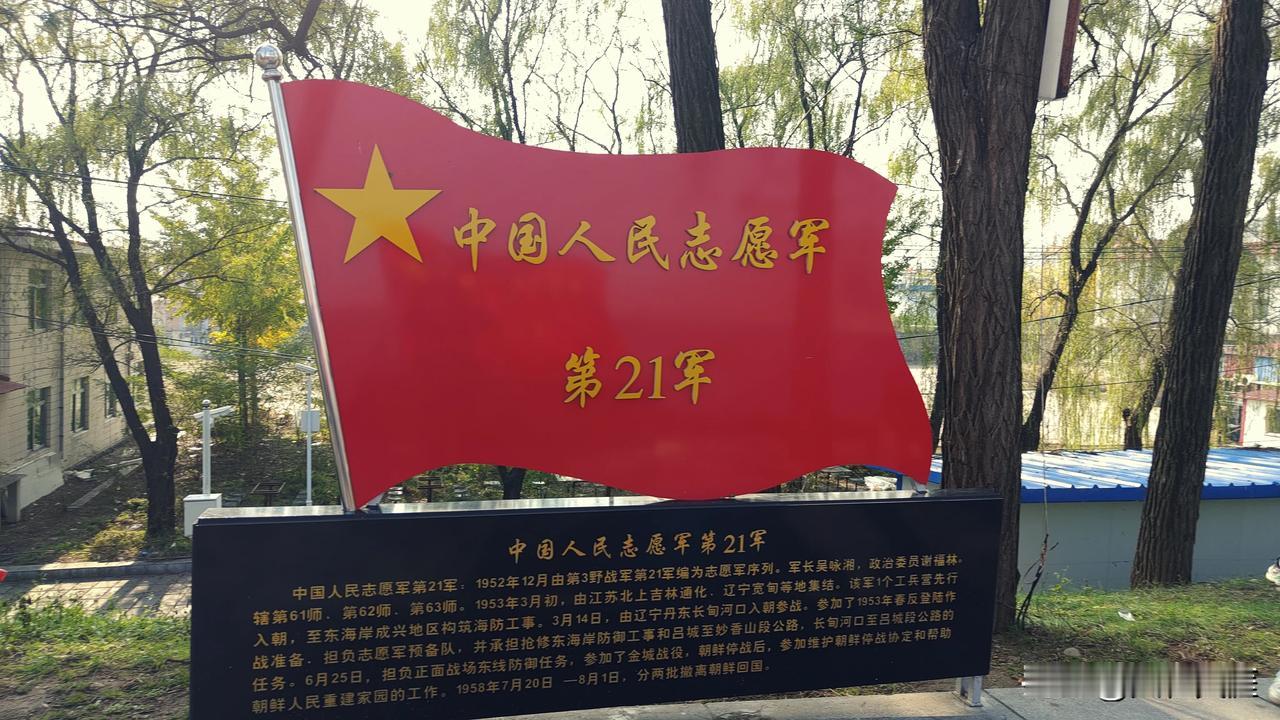 中国人民志愿军
第21军
中国人民志愿军第21军
中国人民志愿军第21军：1952年12月由第3野战军第21军编为志愿军序列。军长吴咏湘，政治委员谢福林。
辖第61师、第62师、第63师。1953年3月初，由江苏北上吉林通化、辽宁宽甸等地集结。该军1个工兵营先行
入朝，至东海岸成兴地区构筑海防工事。3月14日，由辽宁丹东长甸河口入朝参战。参加了1953年春反登陆作
战准备、担负志愿军预备队，并承担抢修东海岸防御工事和吕城至妙香山段公路，长甸河口至吕城段公路的
任务。6月25日，担负正面战场东线防御任务，参加了金城战役，朝鲜停战后，参加维护朝鲜停战协定和帮助
朝鲜人民重建家园的工作。1958年7月20日 —8月1日，分两批撤离朝鲜回国。